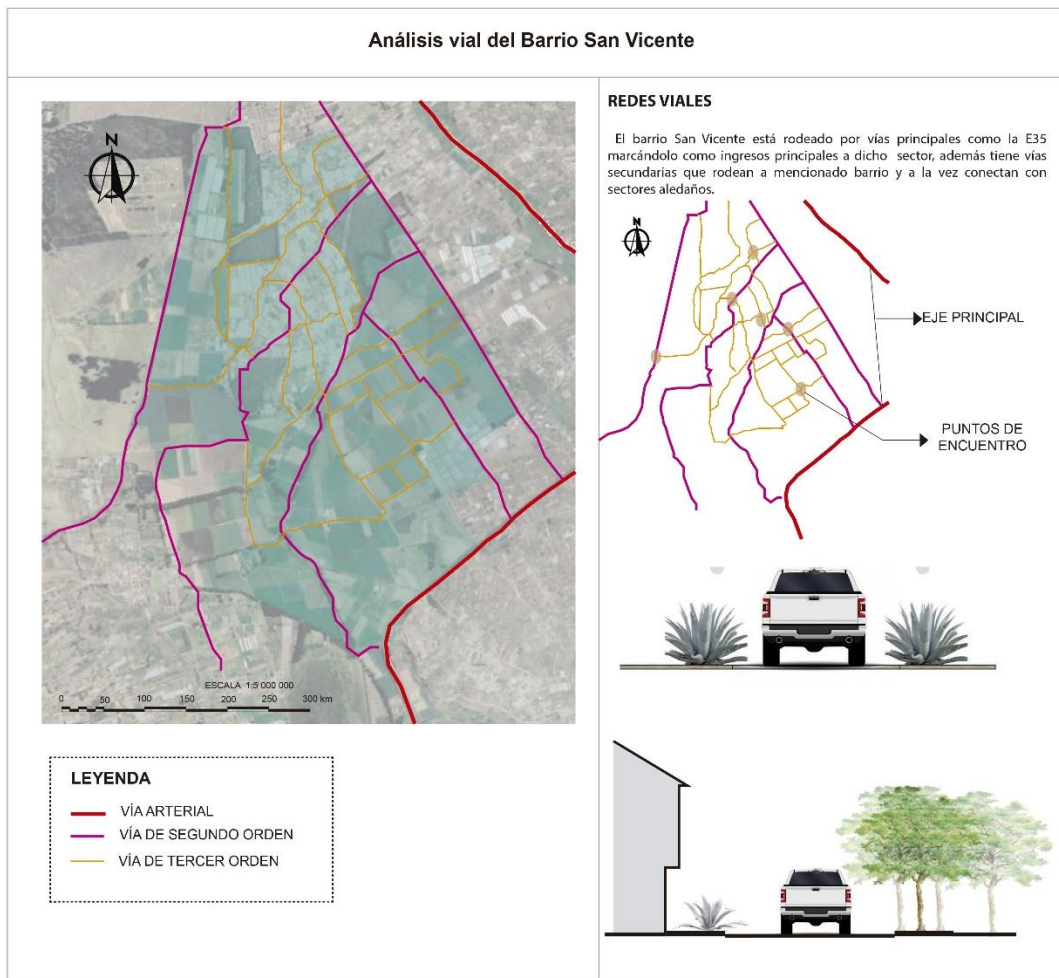 Análisis vial del Barrio San Vicente
N
ESCALA 1:5 000 000
0 50 100 150 200 250 300 km
LEYENDA
VÍA ARTERIAL
VÍA DE SEGUNDO ORDEN
VÍA DE TERCER ORDEN
REDES VIALES
El barrio San Vicente está rodeado por vías principales como la E35
marcándolo como ingresos principales a dicho sector, además tiene vías
secundarias que rodean a mencionado barrio y a la vez conectan con
sectores aledaños.
N
EJE PRINCIPAL
PUNTOS DE
ENCUENTRO